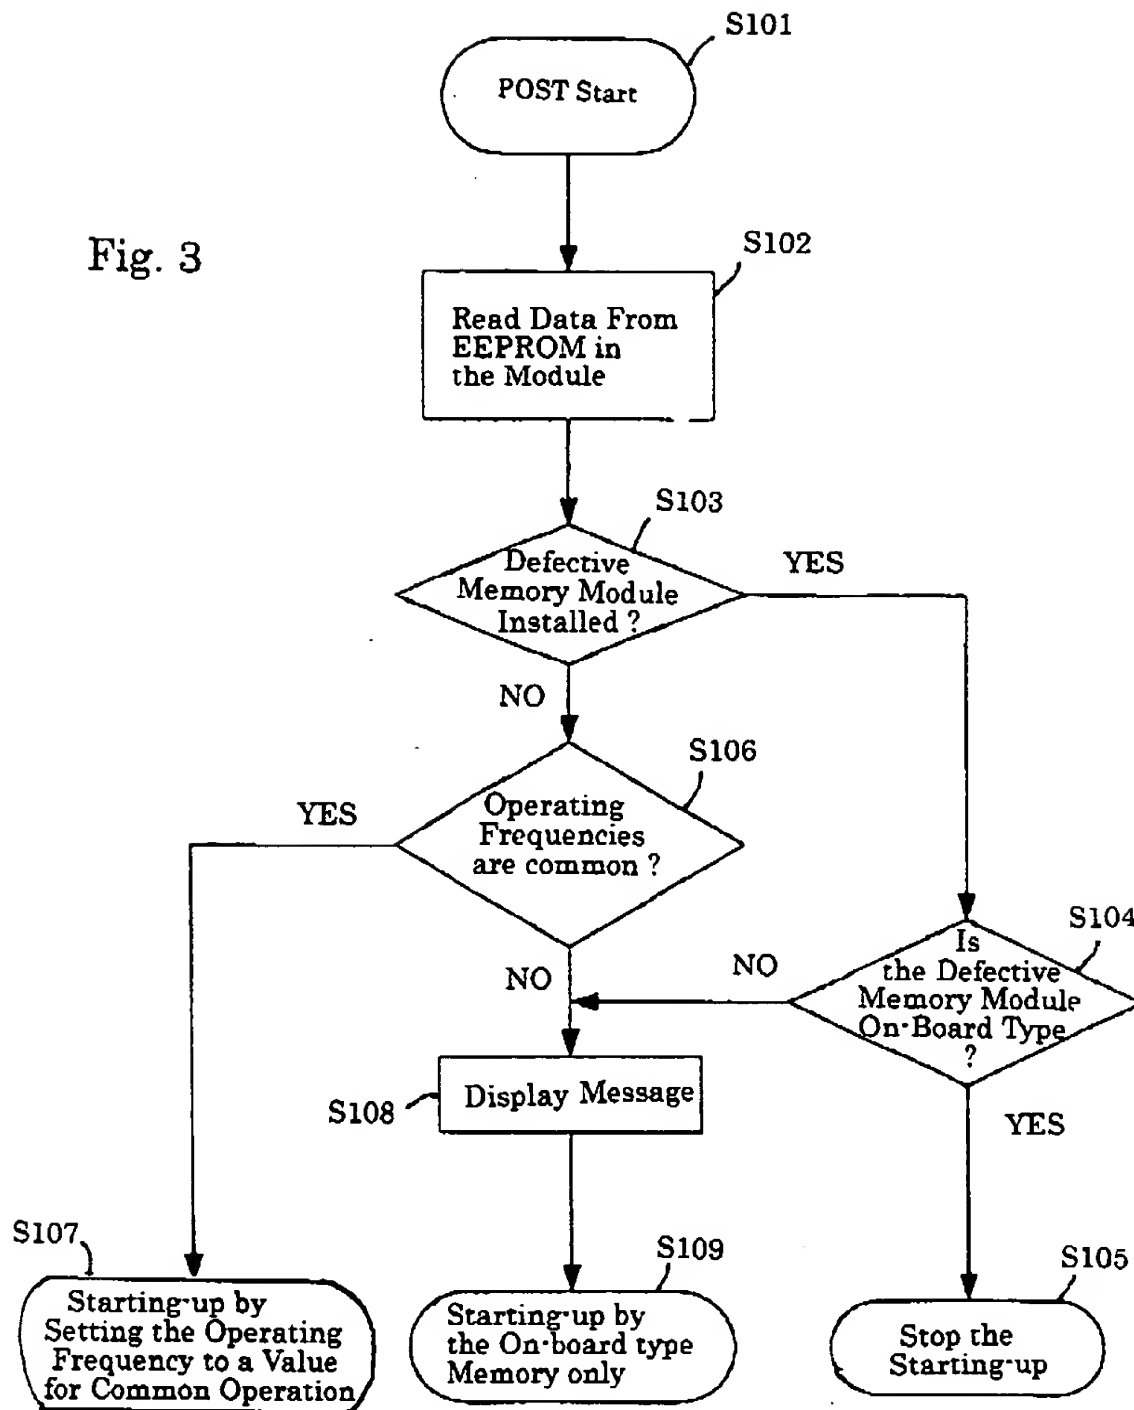 S101
POST Start
Fig. 3
S102
Read Data From
EEPROM in
the Module
S103
Defective
Memory Module
Installed ?
YES
NO
S106
Operating
Frequencies
are common ?
YES
NO
S104
Is
the Defective
Memory Module
On-Board Type
?
NO
YES
S108
Display Message
S107
Starting-up by
Setting the Operating
Frequency to a Value
for Common Operation
S109
Starting-up by
the On-board type
Memory only
S105
Stop the
Starting-up